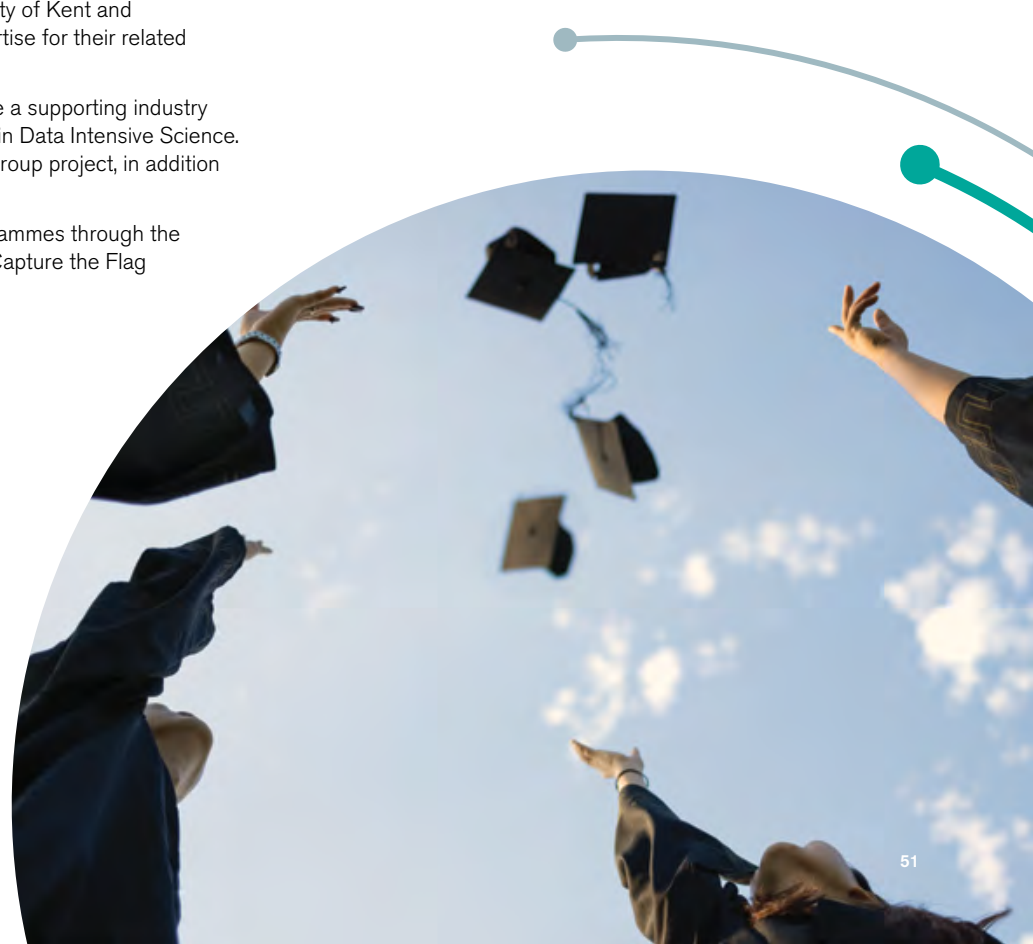 ty of Kent and
tise for their related
e a supporting industry
in Data Intensive Science.
roup project, in addition
ammes through the
Capture the Flag
51